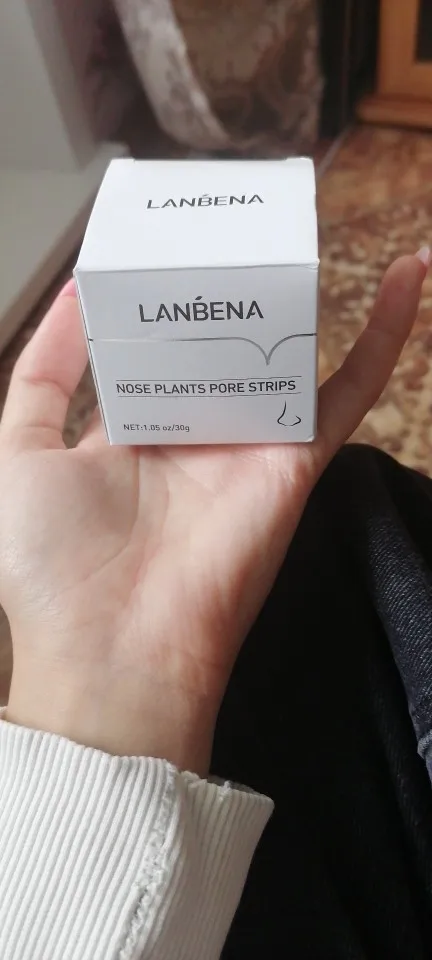 LANBENA
LANBENA
NOSE PLANTS PORE STRIPS
NET:1.05 oz/30g